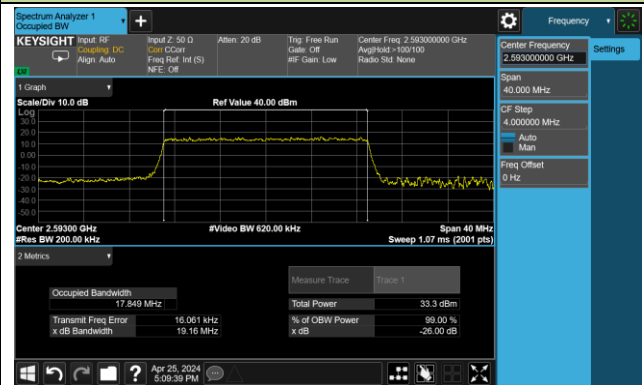 Spectrum Analyzer 1
Occupied BW
+
Frequency
KEYSIGHT Input: RF Input Z: 50 Ω Atten: 20 dB Trig: Free Run Center Freq: 2.593000000 GHz
Coupling: DC Corr CCorr Gate: Off Avg|Hold:>100/100
Align: Auto Freq Ref: Int (S) #IF Gain: Low Radio Std: None
NFE: Off
Center Frequency
2.593000000 GHz
Settings
Span
40.000 MHz
CF Step
4.000000 MHz
Auto
Man
Freq Offset
0 Hz
1 Graph
Scale/Div 10.0 dB Ref Value 40.00 dBm
Log
30.0
20.0
10.0
0.00
-10.0
-20.0
-30.0
-40.0
-50.0
Center 2.59300 GHz #Video BW 620.00 kHz Span 40 MHz
#Res BW 200.00 kHz Sweep 1.07 ms (2001 pts)
2 Metrics
Measure Trace Trace 1
Occupied Bandwidth
17.849 MHz Total Power 33.3 dBm
Transmit Freq Error 16.061 kHz % of OBW Power 99.00 %
x dB Bandwidth 19.16 MHz x dB -26.00 dB
Apr 25, 2024
5:09:39 PM